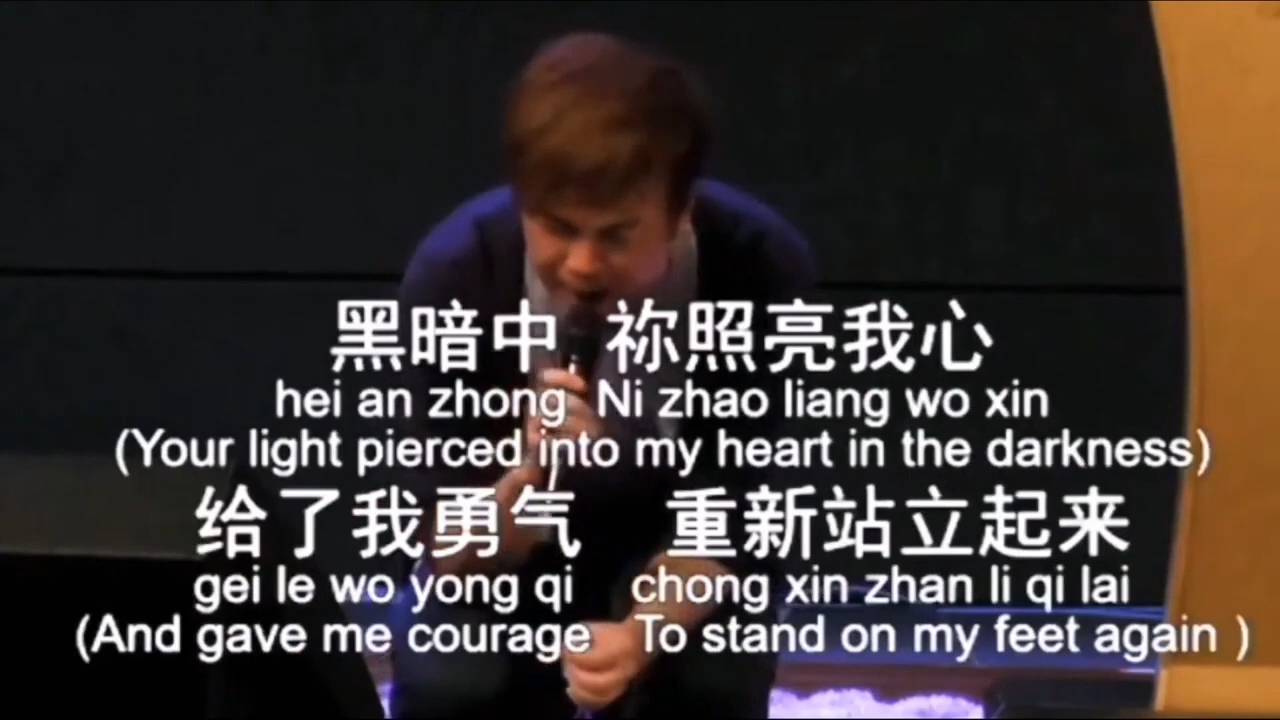 黑暗中 祢照亮我心
hei an zhong Ni zhao liang wo xin
(Your light pierced into my heart in the darkness)
给了我勇气 重新站立起来
gei le wo yong qi chong xin zhan li qi lai
(And gave me courage To stand on my feet again )